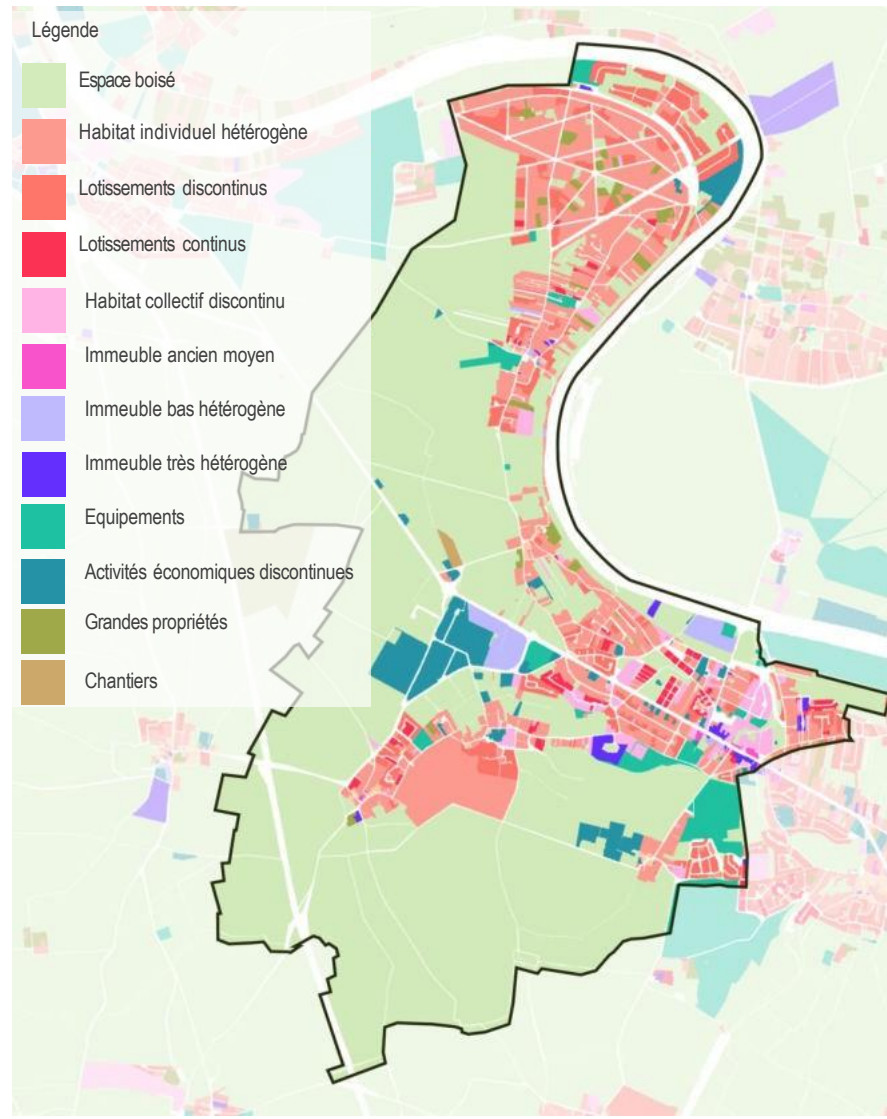 Légende
Espace boisé
Habitat individuel hétérogène
Lotissements discontinus
Lotissements continus
Habitat collectif discontinu
Immeuble ancien moyen
Immeuble bas hétérogène
Immeuble très hétérogène
Equipements
Activités économiques discontinues
Grandes propriétés
Chantiers